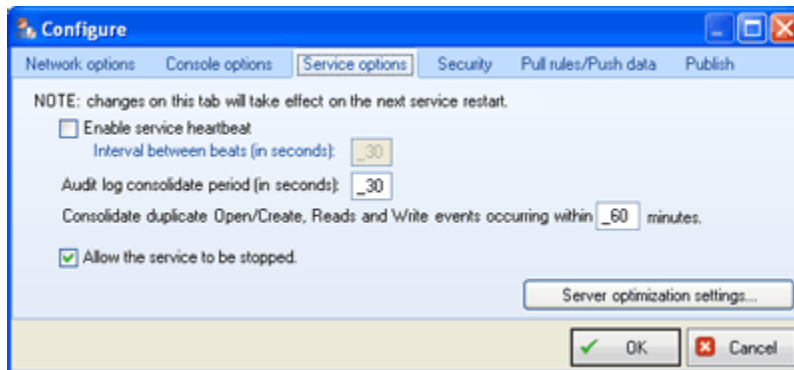 Configure
Network options Console options Service options Security Pull rules/Push data Publish
NOTE: changes on this tab will take effect on the next service restart.
Enable service heartbeat
Interval between beats (in seconds): _30
Audit log consolidate period (in seconds): _30
Consolidate duplicate Open/Create, Reads and Write events occurring within _60 minutes.
Allow the service to be stopped.
Server optimization settings...
OK Cancel